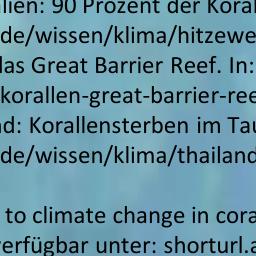 lien: 90 Prozent der Koral
de/wissen/klima/hitzewe
das Great Barrier Reef. In:
korallen-great-barrier-ree
nd: Korallensterben im Tau
de/wissen/klima/thailand
to climate change in cora
verfügbar unter: shorturl.a